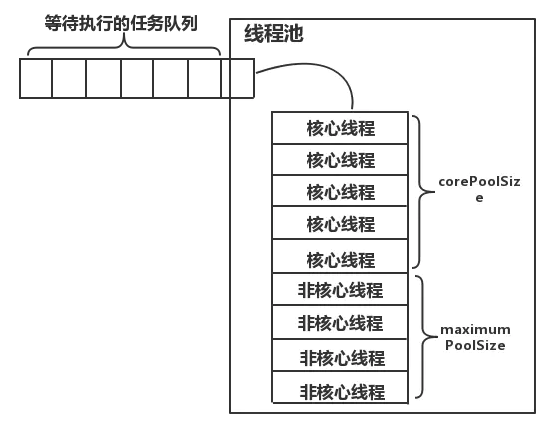 等待执行的任务队列
线程池
核心线程
核心线程
核心线程
核心线程
核心线程
非核心线程
非核心线程
非核心线程
非核心线程
corePoolSiz
e
maximum
PoolSize